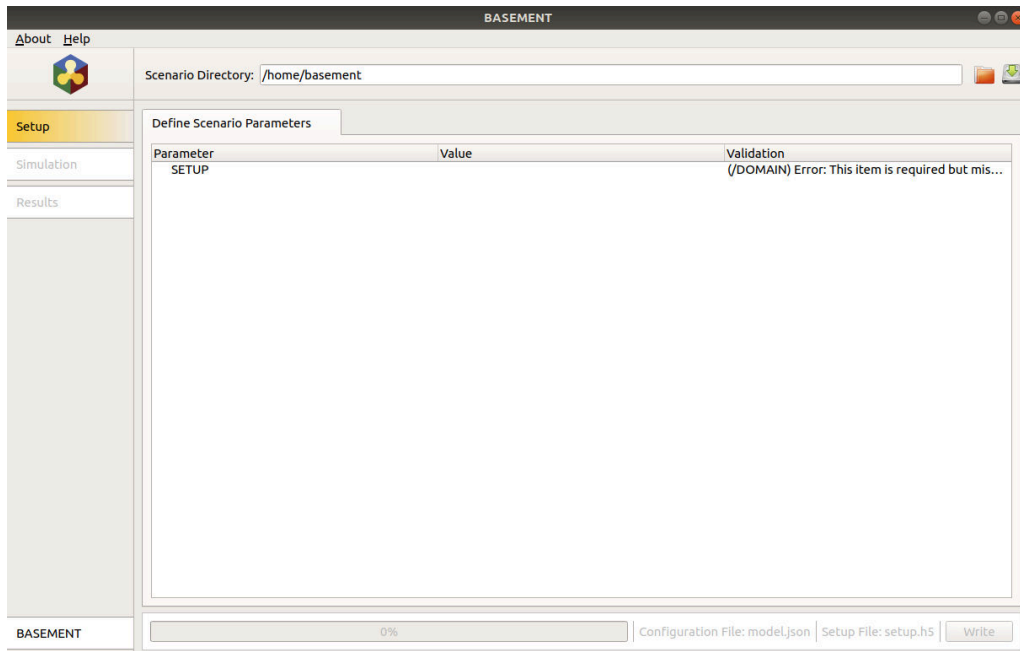 BASEMENT
About Help
Scenario Directory: /home/basement
Setup
Define Scenario Parameters
Parameter Value Validation
SETUP (/DOMAIN) Error: This item is required but mis...
Simulation
Results
BASEMENT
0% Configuration File: model.json Setup File: setup.h5 Write